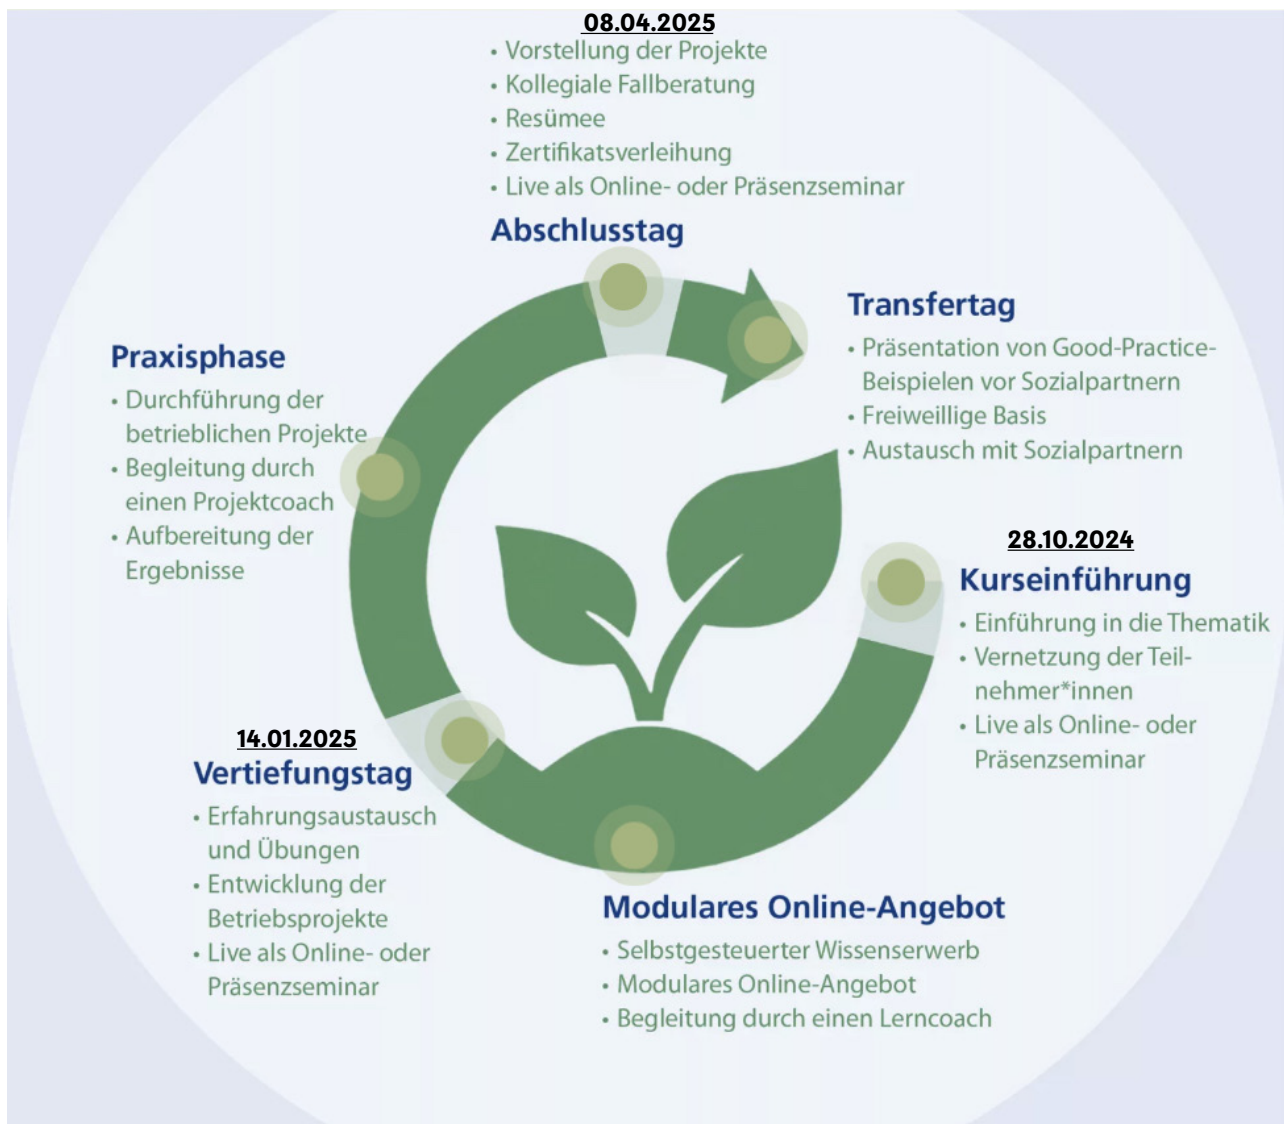 08.04.2025
• Vorstellung der Projekte
• Kollegiale Fallberatung
• Resümee
• Zertifikatsverleihung
• Live als Online- oder Präsenzseminar
Abschlusstag
Transfertag
• Präsentation von Good-Practice-
Beispielen vor Sozialpartnern
• Freiweillige Basis
• Austausch mit Sozialpartnern
Praxisphase
• Durchführung der
betrieblichen Projekte
• Begleitung durch
einen Projektcoach
• Aufbereitung der
Ergebnisse
28.10.2024
Kurseinführung
• Einführung in die Thematik
• Vernetzung der Teil-
nehmer*innen
• Live als Online- oder
Präsenzseminar
14.01.2025
Vertiefungstag
• Erfahrungsaustausch
und Übungen
• Entwicklung der
Betriebsprojekte
• Live als Online- oder
Präsenzseminar
Modulares Online-Angebot
• Selbstgesteuerter Wissenserwerb
• Modulares Online-Angebot
• Begleitung durch einen Lerncoach